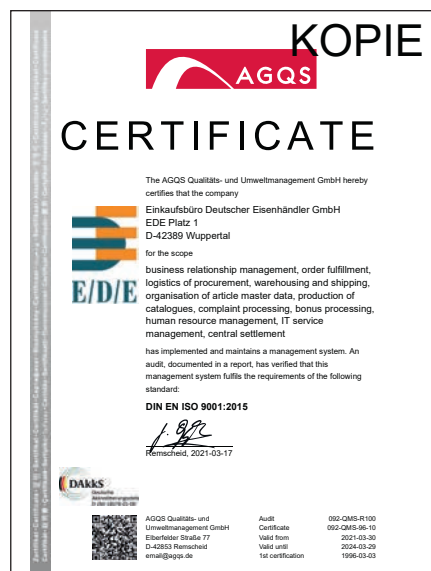 KOPIE
AGQS
CERTIFICATE
The AGQS Qualitäts- und Umweltmanagement GmbH hereby
certifies that the company
Einkaufsbüro Deutscher Eisenhändler GmbH
EDE Platz 1
D-42389 Wuppertal
for the scope
E/D/E
business relationship management, order fulfillment,
logistics of procurement, warehousing and shipping,
organisation of article master data, production of
catalogues, complaint processing, bonus processing,
human resource management, IT service
management, central settlement
has implemented and maintains a management system. An
audit, documented in a report, has verified that this
management system fulfils the requirements of the following
standard:
DIN EN ISO 9001:2015
Remscheid, 2021-03-17
DAkkS
Deutsche
Akkreditierungsstelle
AGQS Qualitäts- und
Umweltmanagement GmbH
Elberfelder Straße 77
D-42853 Remscheid
email@agqs.de
Audit 092-QMS-R100
Certificate 092-QMS-96-10
Valid from 2021-03-30
Valid until 2024-03-29
1st certification 1996-03-03